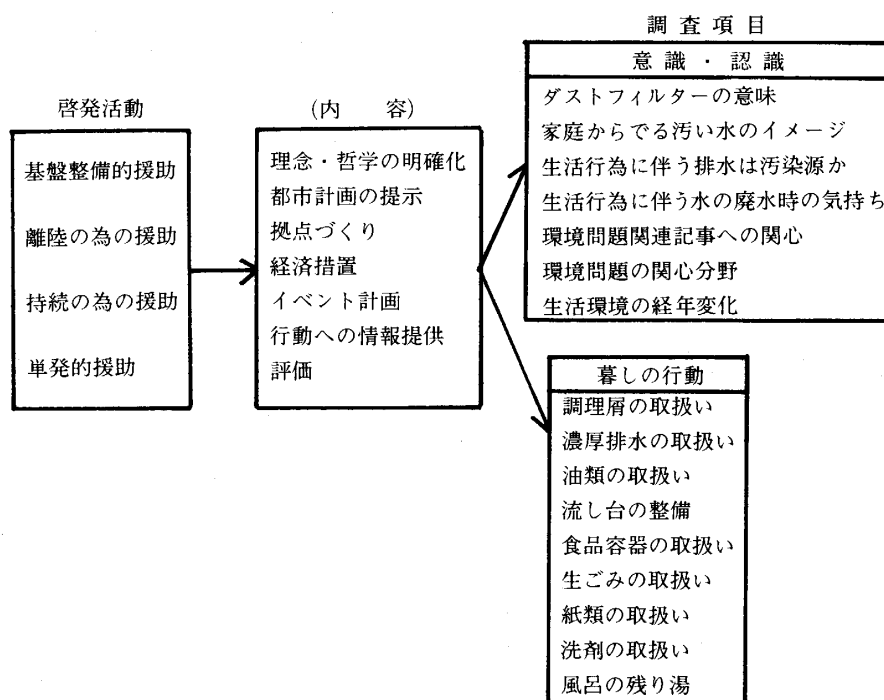 調査項目
意識・認識
ダストフィルターの意味
家庭からでる汚い水のイメージ
生活行為に伴う排水は汚染源か
生活行為に伴う水の廃水時の気持ち
環境問題関連記事への関心
環境問題の関心分野
生活環境の経年変化
啓発活動
基盤整備的援助
離陸の為の援助
持続の為の援助
単発的援助
(内 容)
理念・哲学の明確化
都市計画の提示
拠点づくり
経済措置
イベント計画
行動への情報提供
評価
暮しの行動
調理層の取扱い
濃厚排水の取扱い
油類の取扱い
流し台の整備
食品容器の取扱い
生ごみの取扱い
紙類の取扱い
洗剤の取扱い
風呂の残り湯